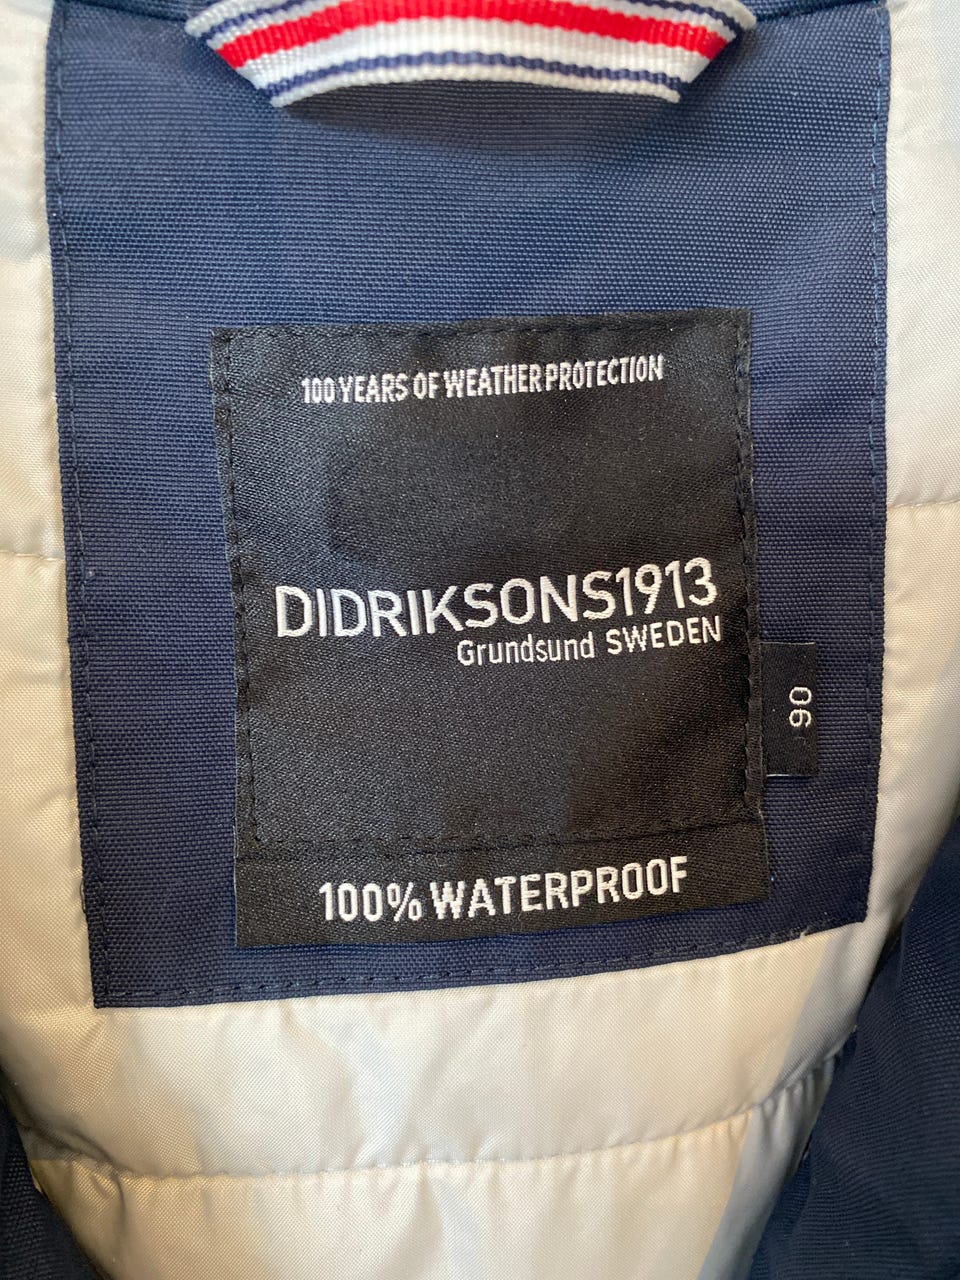 100 YEARS OF WEATHER PROTECTION
DIDRIKSONS1913
Grundsund SWEDEN
90
100% WATERPROOF